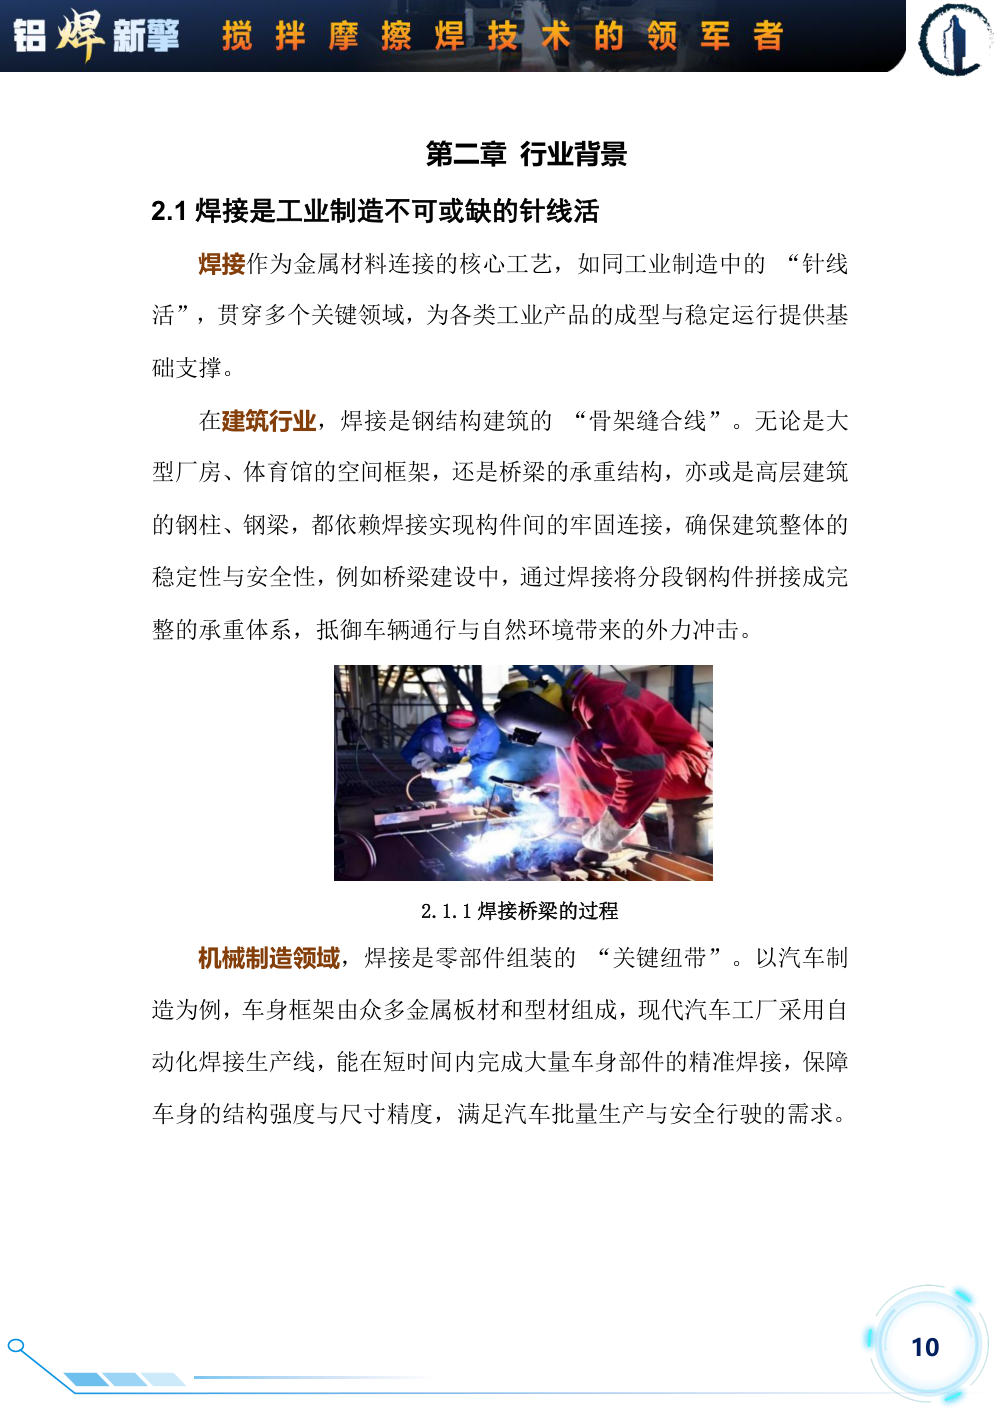 铝焊新擎 搅拌摩擦焊技术的领军者
第二章 行业背景
2.1 焊接是工业制造不可或缺的针线活
焊接作为金属材料连接的核心工艺，如同工业制造中的 “针线
活”，贯穿多个关键领域，为各类工业产品的成型与稳定运行提供基
础支撑。
在建筑行业，焊接是钢结构建筑的 “骨架缝合线”。无论是大
型厂房、体育馆的空间框架，还是桥梁的承重结构，亦或是高层建筑
的钢柱、钢梁，都依赖焊接实现构件间的牢固连接，确保建筑整体的
稳定性与安全性，例如桥梁建设中，通过焊接将分段钢构件拼接成完
整的承重体系，抵御车辆通行与自然环境带来的外力冲击。
2.1.1 焊接桥梁的过程
机械制造领域，焊接是零部件组装的 “关键纽带”。以汽车制
造为例，车身框架由众多金属板材和型材组成，现代汽车工厂采用自
动化焊接生产线，能在短时间内完成大量车身部件的精准焊接，保障
车身的结构强度与尺寸精度，满足汽车批量生产与安全行驶的需求。
10